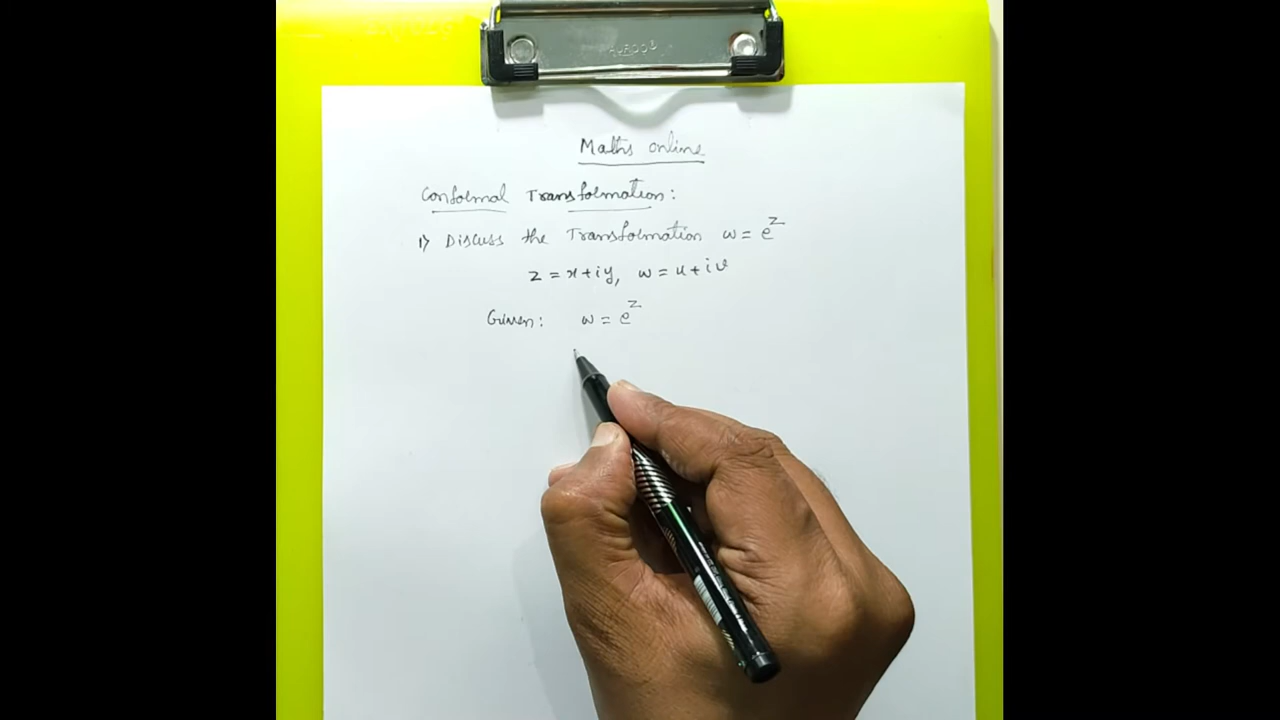 Maths online
Conformal Transformation:
1) Discuss the Transformation w = e^z
z = x+iy, w = u+iv
Given: w = e^z